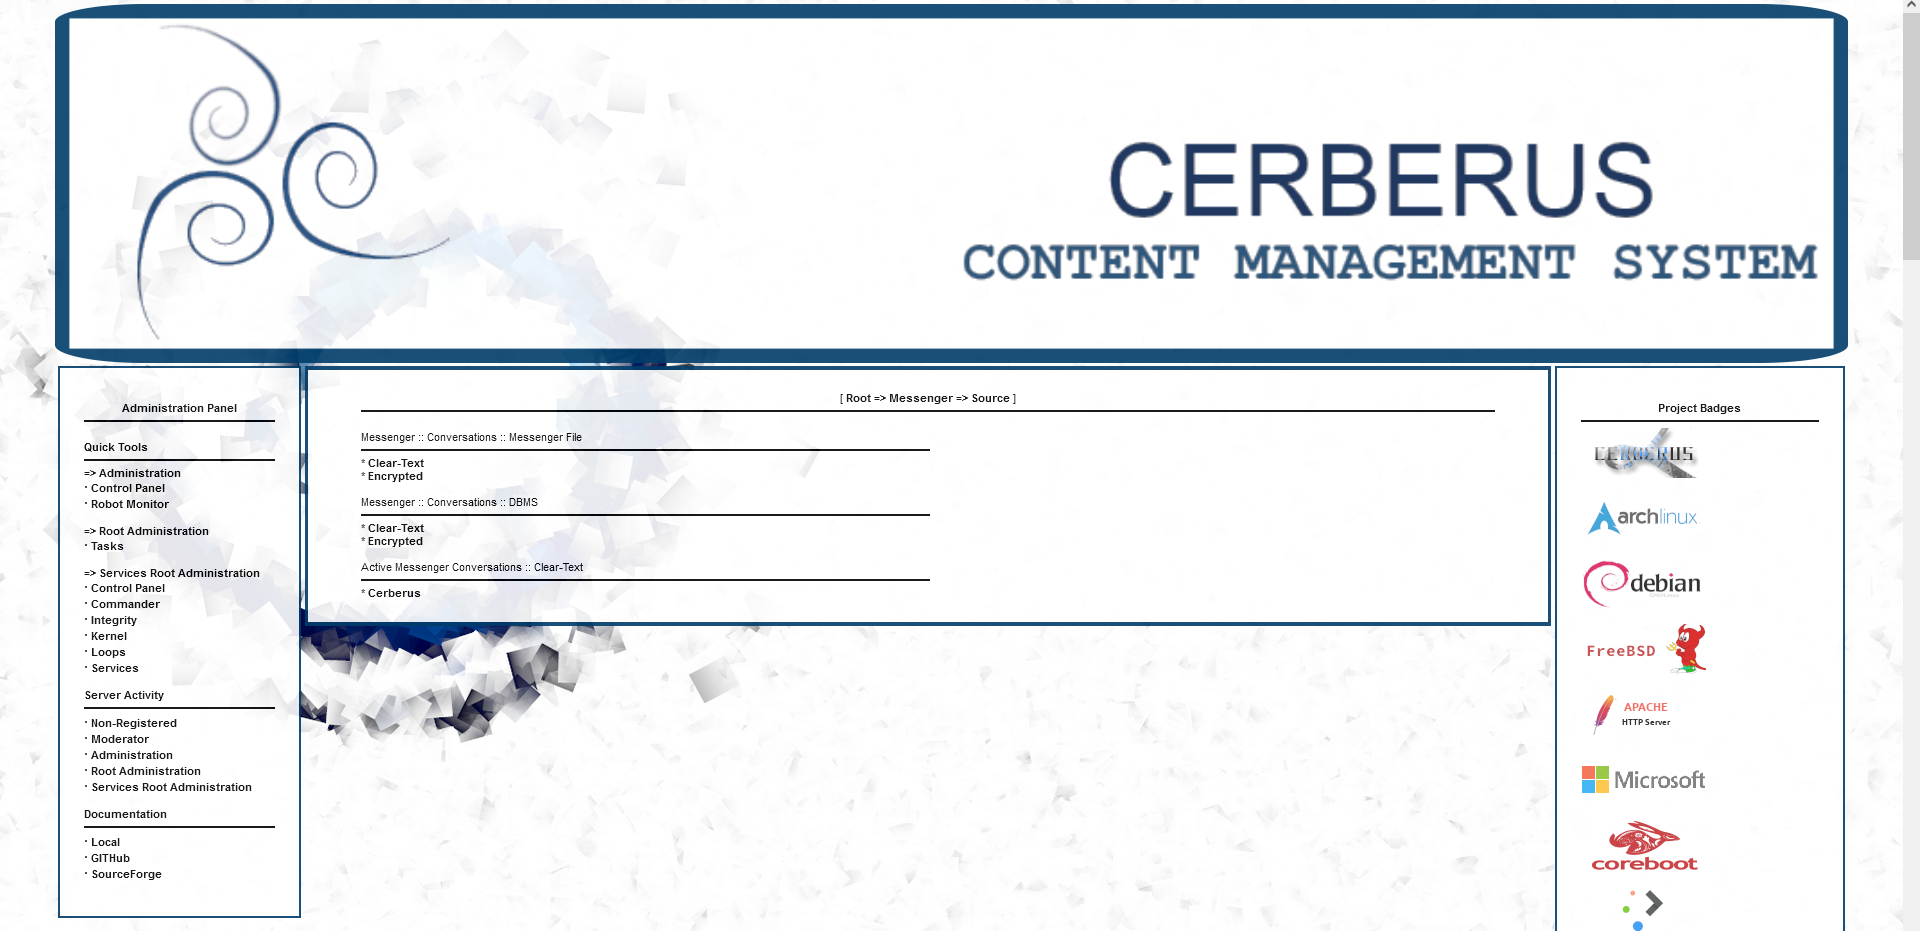 CERBERUS
CONTENT MANAGEMENT SYSTEM
Administration Panel
Quick Tools
=> Administration
· Control Panel
· Robot Monitor
=> Root Administration
· Tasks
=> Services Root Administration
· Control Panel
· Commander
· Integrity
· Kernel
· Loops
· Services
Server Activity
· Non-Registered
· Moderator
· Administration
· Root Administration
· Services Root Administration
Documentation
· Local
· GITHub
· SourceForge
[ Root => Messenger => Source ]
Messenger :: Conversations :: Messenger File
* Clear-Text
* Encrypted
Messenger :: Conversations :: DBMS
* Clear-Text
* Encrypted
Active Messenger Conversations :: Clear-Text
* Cerberus
Project Badges
CERBERUS
archlinux
debian
FreeBSD
APACHE
HTTP Server
Microsoft
coreboot